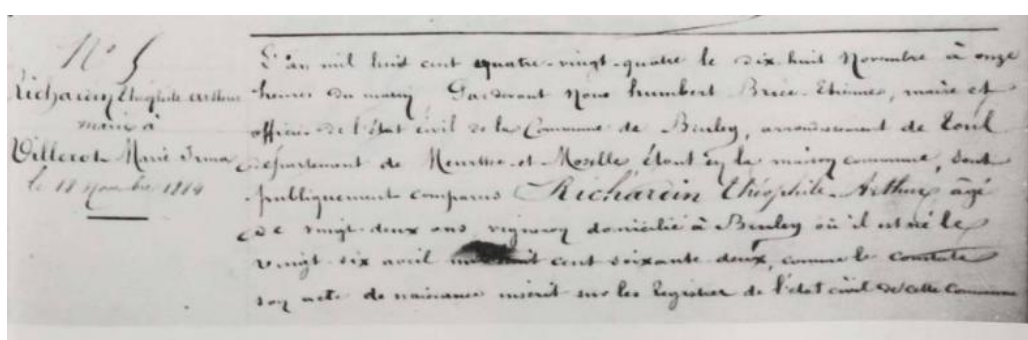 N° 5
Richardin Théophile Arthur
marié à
Villerot Marie Irma
le 18 novembre 1884
L'an mil huit cent quatre-vingt-quatre le dix huit Novembre à onze
heures du matin Pardevant Nous humbert Brice Etienne, maire et
officier de l'état civil de la Commune de Bruley, arrondissement de Toul
département de Meurthe-et-Moselle, étant en la maison commune, sont
publiquement comparus Richardin Théophile Arthur, âgé
de vingt-deux ans, vigneron domicilié à Bruley où il est né le
vingt-six avril mil huit cent soixante-deux, comme le constate
son acte de naissance inscrit sur les Registres de l'état civil de cette Commune